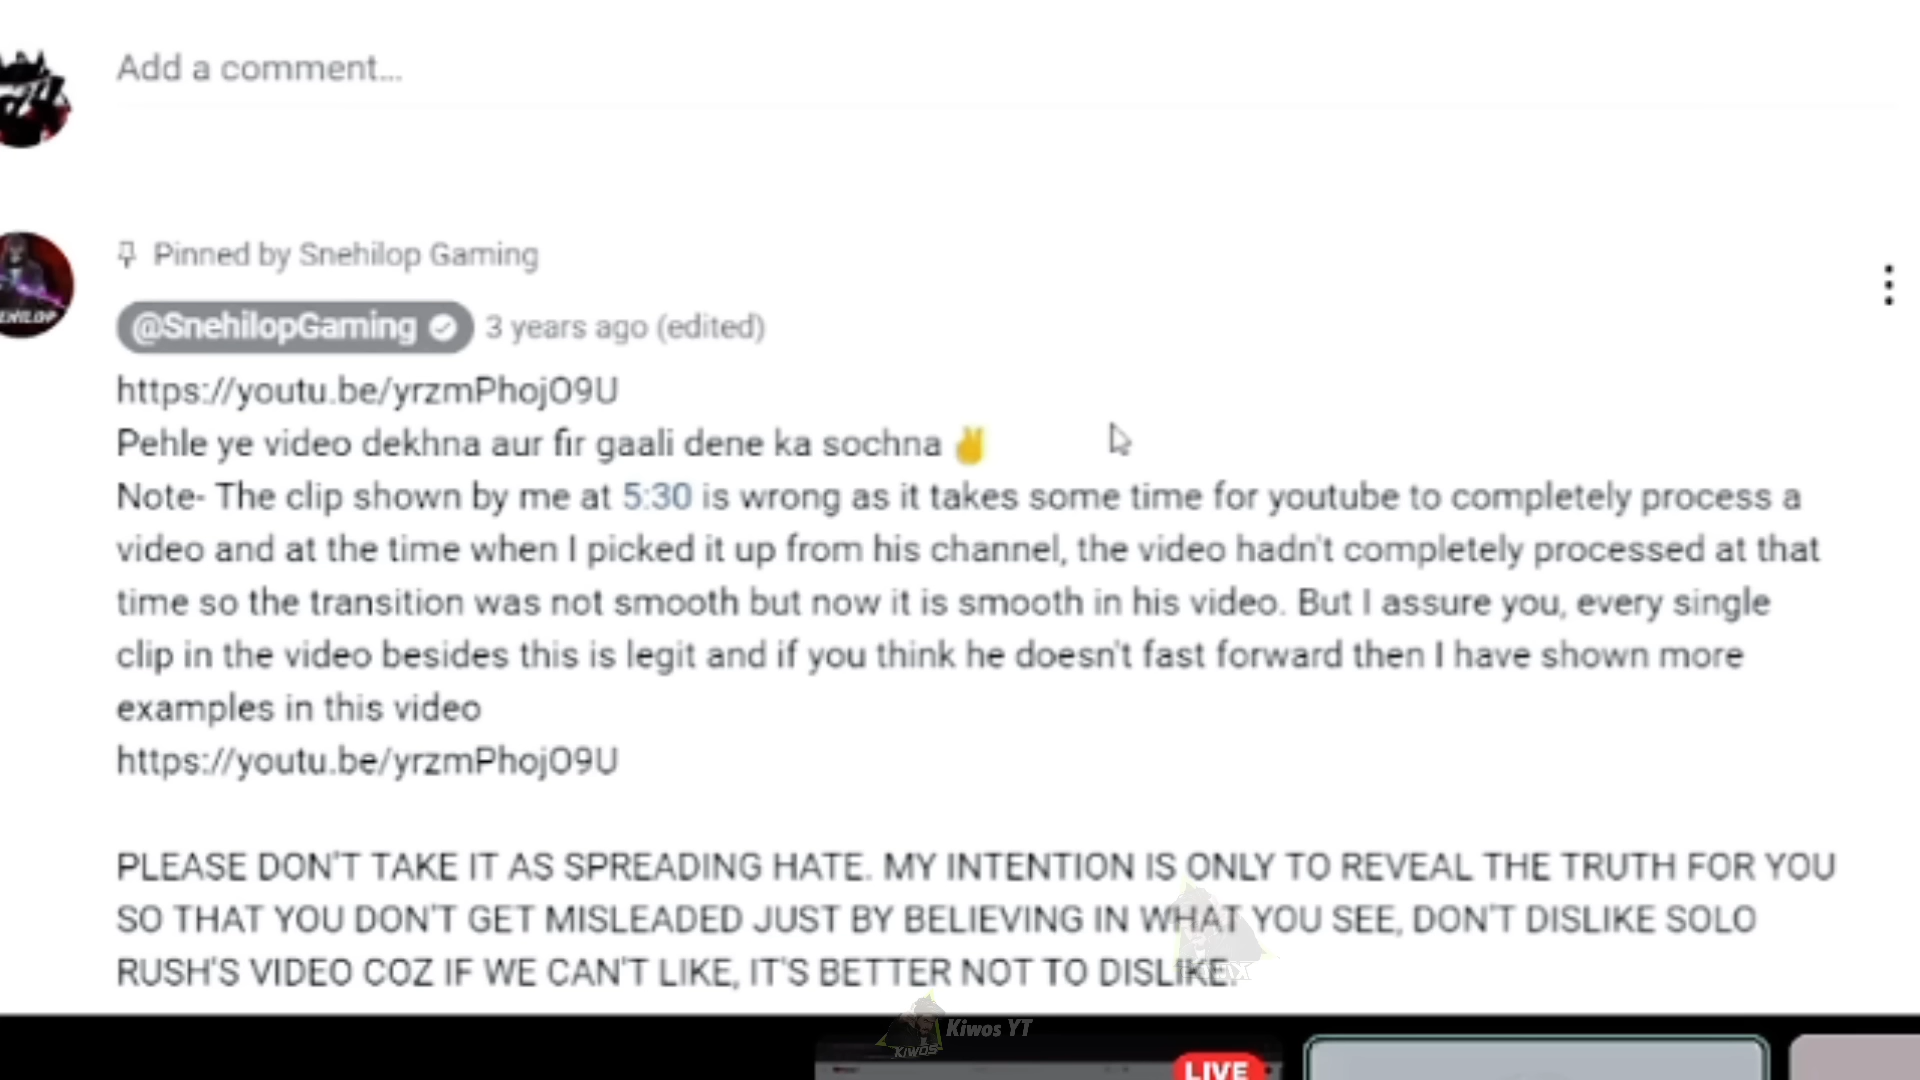 Add a comment...
Pinned by Snehilop Gaming
@SnehilopGaming 3 years ago (edited)
https://youtu.be/yrzmPhojO9U
Pehle ye video dekhna aur fir gaali dene ka sochna ✌
Note- The clip shown by me at 5:30 is wrong as it takes some time for youtube to completely process a
video and at the time when I picked it up from his channel, the video hadn't completely processed at that
time so the transition was not smooth but now it is smooth in his video. But I assure you, every single
clip in the video besides this is legit and if you think he doesn't fast forward then I have shown more
examples in this video
https://youtu.be/yrzmPhojO9U
PLEASE DON'T TAKE IT AS SPREADING HATE. MY INTENTION IS ONLY TO REVEAL THE TRUTH FOR YOU
SO THAT YOU DON'T GET MISLEADED JUST BY BELIEVING IN WHAT YOU SEE, DON'T DISLIKE SOLO
RUSH'S VIDEO COZ IF WE CAN'T LIKE, IT'S BETTER NOT TO DISLIKE.
Kiwos YT
KIWOS
LIVE